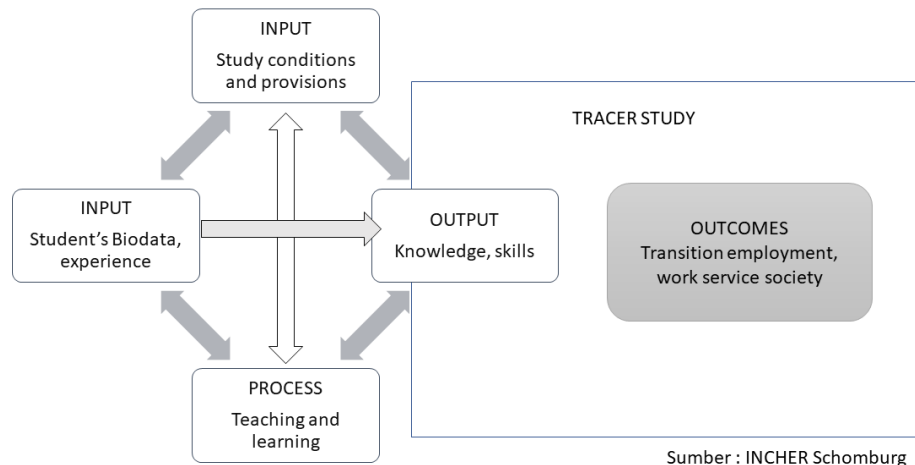 INPUT
Study conditions
and provisions
TRACER STUDY
INPUT
Student's Biodata,
experience
OUTPUT
Knowledge, skills
OUTCOMES
Transition employment,
work service society
PROCESS
Teaching and
learning
Sumber : INCHER Schomburg